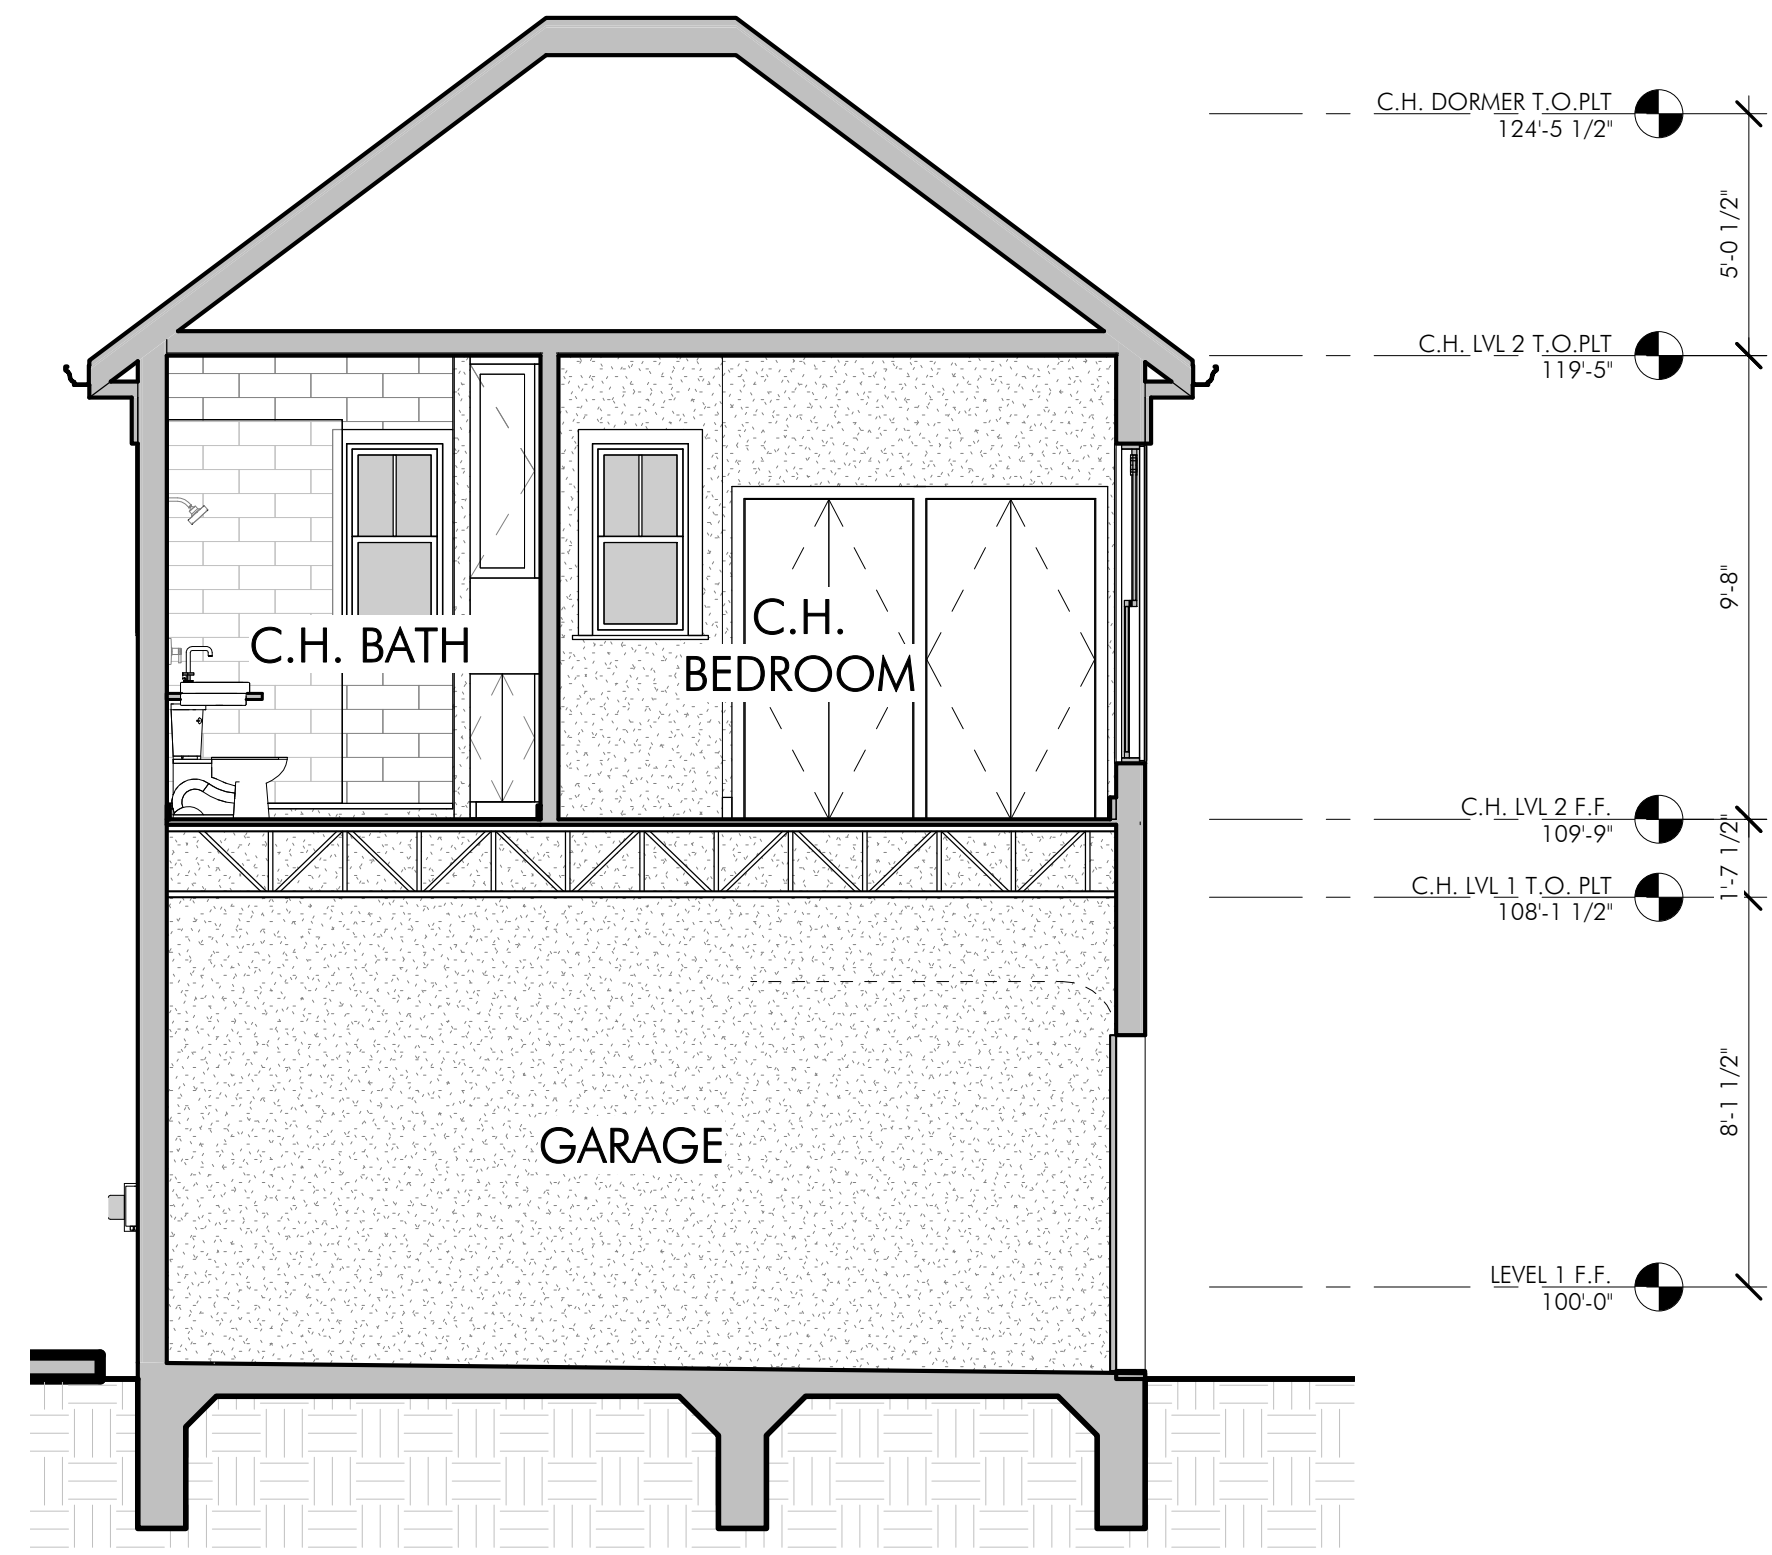 C.H. DORMER T.O.PLT
124'-5 1/2"
5'-0 1/2"
C.H. LVL 2 T.O.PLT
119'-5"
9'-8"
C.H. BATH
C.H.
BEDROOM
C.H. LVL 2 F.F.
109'-9"
1'-7 1/2"
C.H. LVL 1 T.O. PLT
108'-1 1/2"
8'-1 1/2"
GARAGE
LEVEL 1 F.F.
100'-0"